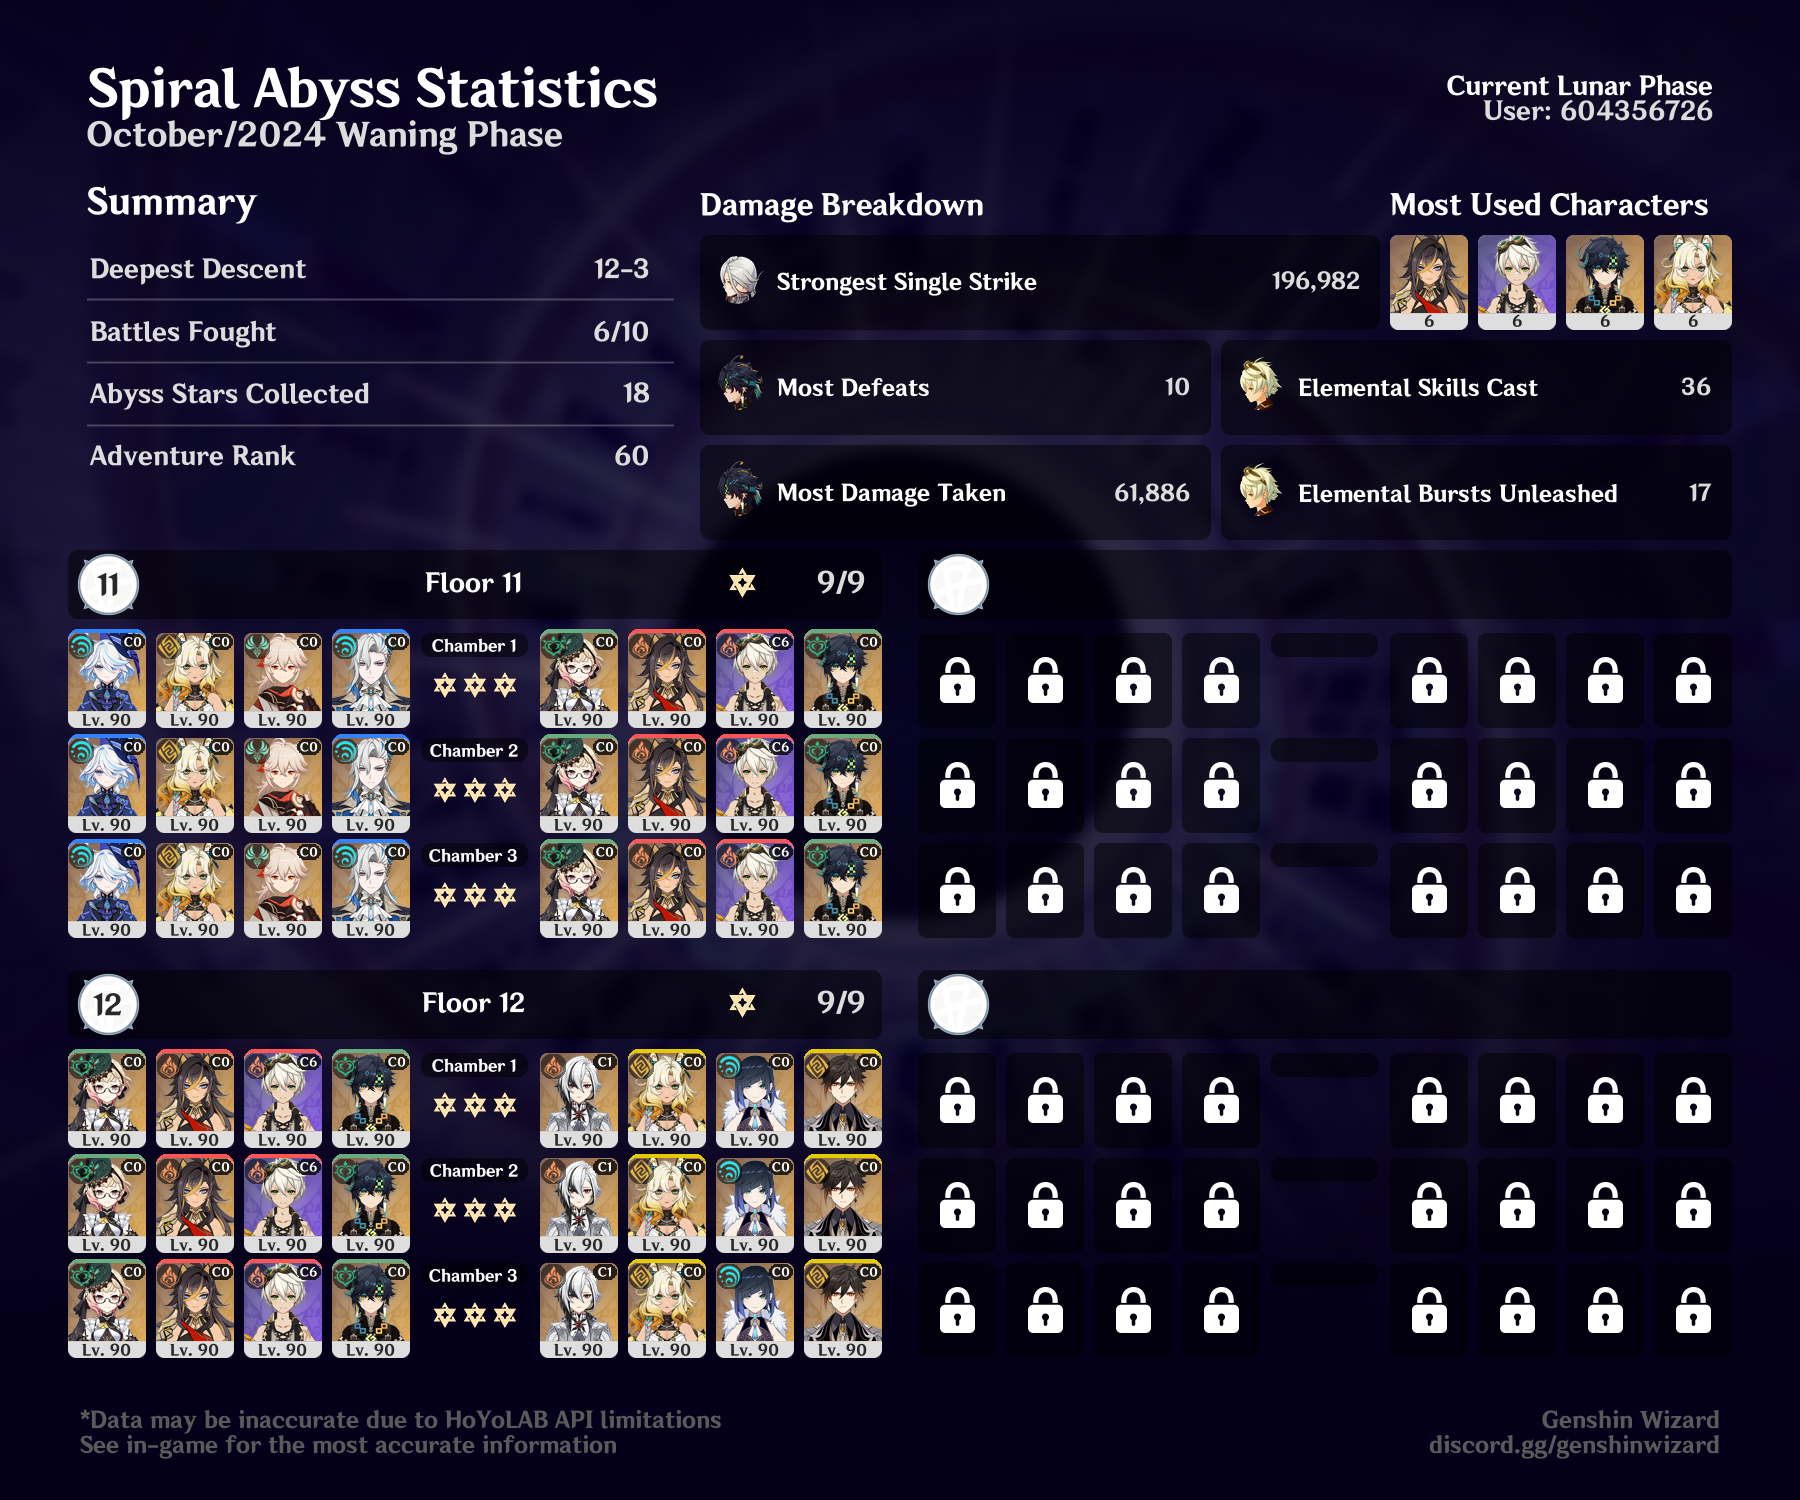 Spiral Abyss Statistics
October/2024 Waning Phase
Current Lunar Phase
User: 604356726
Summary
Deepest Descent 12-3
Battles Fought 6/10
Abyss Stars Collected 18
Adventure Rank 60
Damage Breakdown
Strongest Single Strike 196,982
Most Defeats 10
Elemental Skills Cast 36
Most Damage Taken 61,886
Elemental Bursts Unleashed 17
Most Used Characters
6 6 6 6
11 Floor 11 9/9
C0 C0 C0 C0 Chamber 1 C0 C0 C6 C0
Lv. 90 Lv. 90 Lv. 90 Lv. 90 Lv. 90 Lv. 90 Lv. 90 Lv. 90
C0 C0 C0 C0 Chamber 2 C0 C0 C6 C0
Lv. 90 Lv. 90 Lv. 90 Lv. 90 Lv. 90 Lv. 90 Lv. 90 Lv. 90
C0 C0 C0 C0 Chamber 3 C0 C0 C6 C0
Lv. 90 Lv. 90 Lv. 90 Lv. 90 Lv. 90 Lv. 90 Lv. 90 Lv. 90
12 Floor 12 9/9
C0 C0 C6 C0 Chamber 1 C1 C0 C0 C0
Lv. 90 Lv. 90 Lv. 90 Lv. 90 Lv. 90 Lv. 90 Lv. 90 Lv. 90
C0 C0 C6 C0 Chamber 2 C1 C0 C0 C0
Lv. 90 Lv. 90 Lv. 90 Lv. 90 Lv. 90 Lv. 90 Lv. 90 Lv. 90
C0 C0 C6 C0 Chamber 3 C1 C0 C0 C0
Lv. 90 Lv. 90 Lv. 90 Lv. 90 Lv. 90 Lv. 90 Lv. 90 Lv. 90
*Data may be inaccurate due to HoYoLAB API limitations
See in-game for the most accurate information
Genshin Wizard
discord.gg/genshinwizard